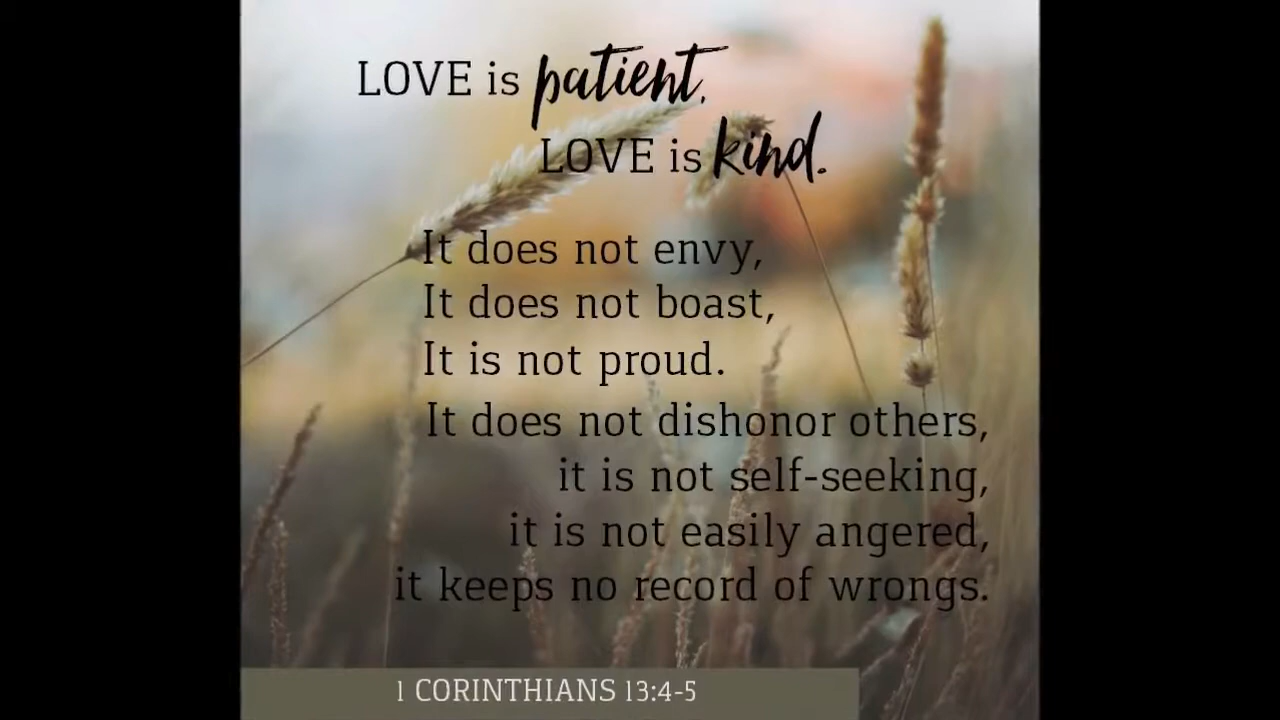 LOVE is patient.
LOVE is kind.
It does not envy,
It does not boast,
It is not proud.
It does not dishonor others,
it is not self-seeking,
it is not easily angered,
it keeps no record of wrongs.
1 CORINTHIANS 13:4-5